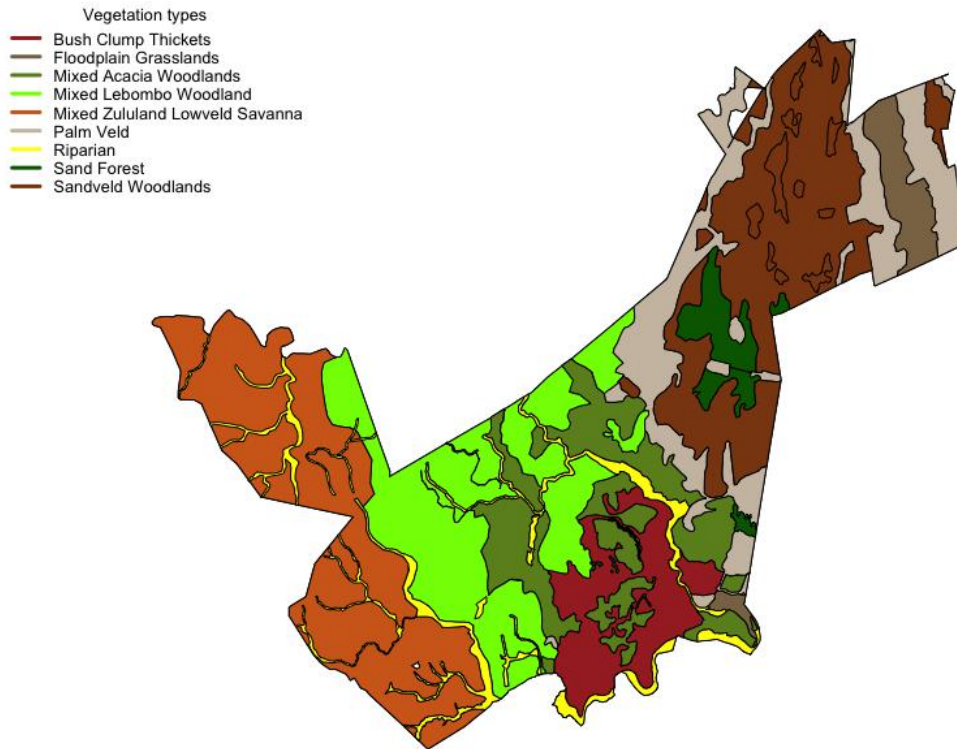 Vegetation types
Bush Clump Thickets
Floodplain Grasslands
Mixed Acacia Woodlands
Mixed Lebombo Woodland
Mixed Zululand Lowveld Savanna
Palm Veld
Riparian
Sand Forest
Sandveld Woodlands